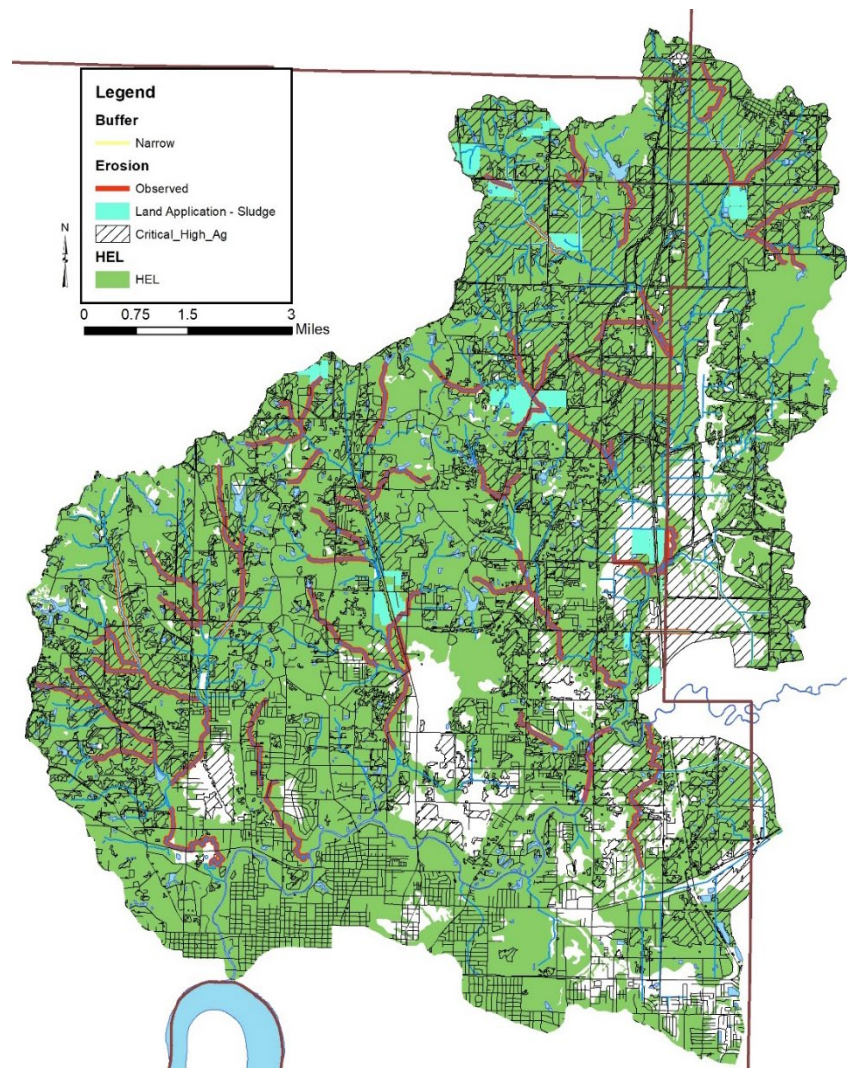 Legend
Buffer
Narrow
Erosion
Observed
Land Application - Sludge
Critical_High_Ag
HEL
HEL
N
0 0.75 1.5 3
Miles